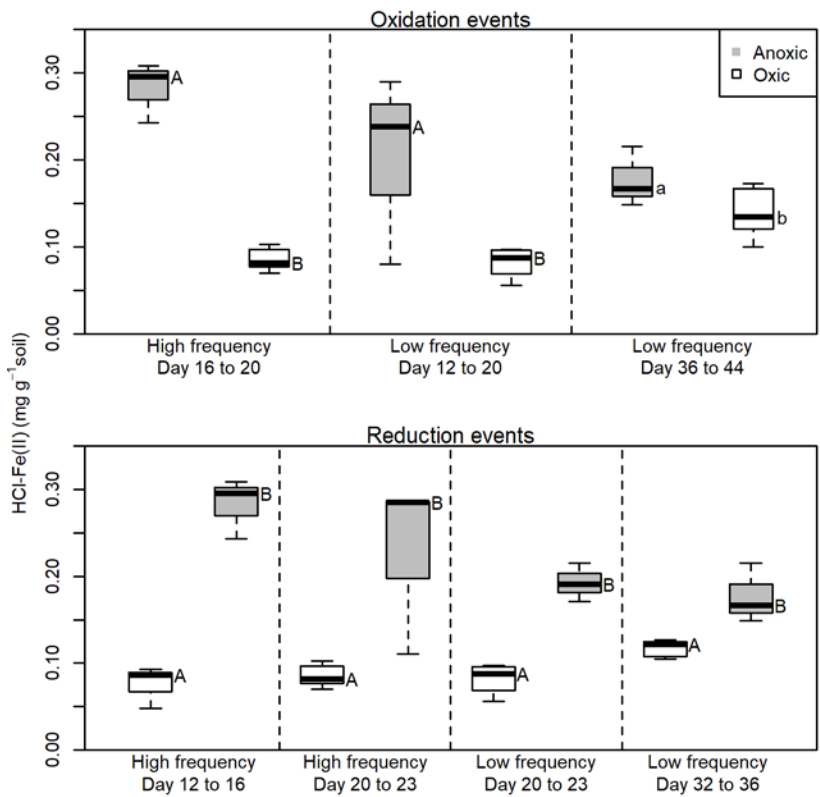 Oxidation events
Anoxic
Oxic
0.30
0.20
0.10
0.00
A
B
A
B
a
b
High frequency
Day 16 to 20
Low frequency
Day 12 to 20
Low frequency
Day 36 to 44
HCl-Fe(II) (mg g⁻¹soil)
Reduction events
0.30
0.20
0.10
0.00
A
B
A
B
A
B
A
B
High frequency
Day 12 to 16
High frequency
Day 20 to 23
Low frequency
Day 20 to 23
Low frequency
Day 32 to 36